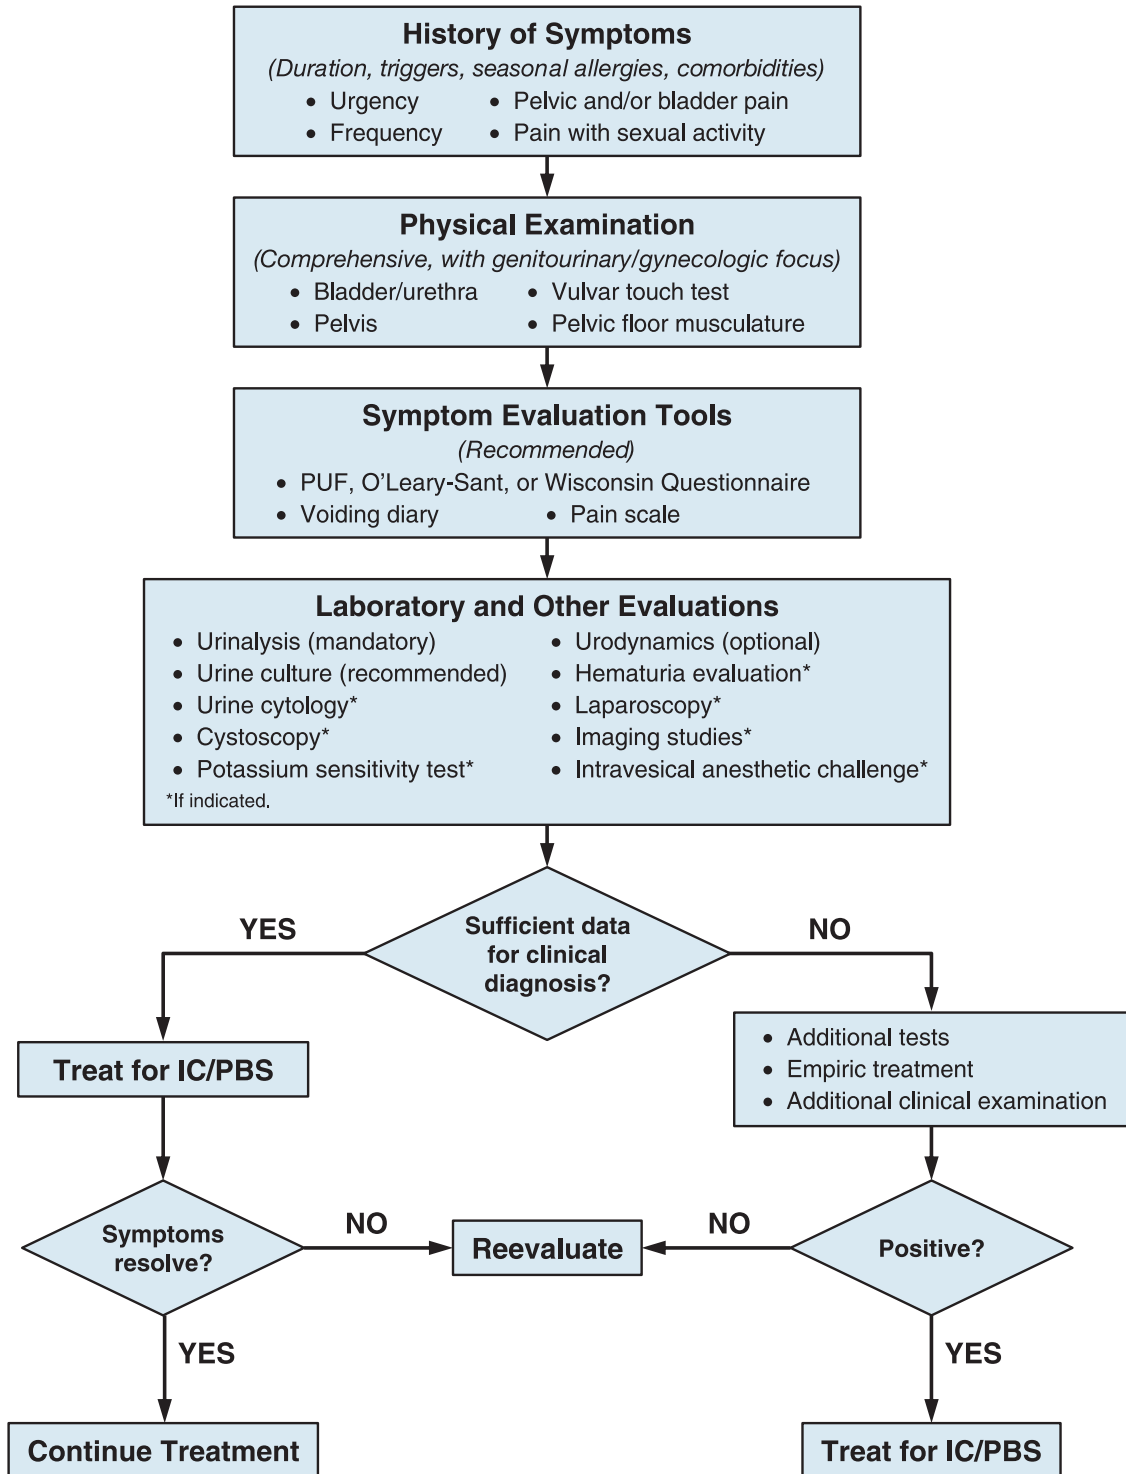 History of Symptoms
(Duration, triggers, seasonal allergies, comorbidities)
• Urgency • Pelvic and/or bladder pain
• Frequency • Pain with sexual activity
Physical Examination
(Comprehensive, with genitourinary/gynecologic focus)
• Bladder/urethra • Vulvar touch test
• Pelvis • Pelvic floor musculature
Symptom Evaluation Tools
(Recommended)
• PUF, O'Leary-Sant, or Wisconsin Questionnaire
• Voiding diary • Pain scale
Laboratory and Other Evaluations
• Urinalysis (mandatory) • Urodynamics (optional)
• Urine culture (recommended) • Hematuria evaluation*
• Urine cytology* • Laparoscopy*
• Cystoscopy* • Imaging studies*
• Potassium sensitivity test* • Intravesical anesthetic challenge*
*If indicated.
Sufficient data
for clinical
diagnosis?
YES
NO
Treat for IC/PBS
• Additional tests
• Empiric treatment
• Additional clinical examination
Symptoms
resolve?
NO
Reevaluate
NO
Positive?
YES
YES
Continue Treatment
Treat for IC/PBS